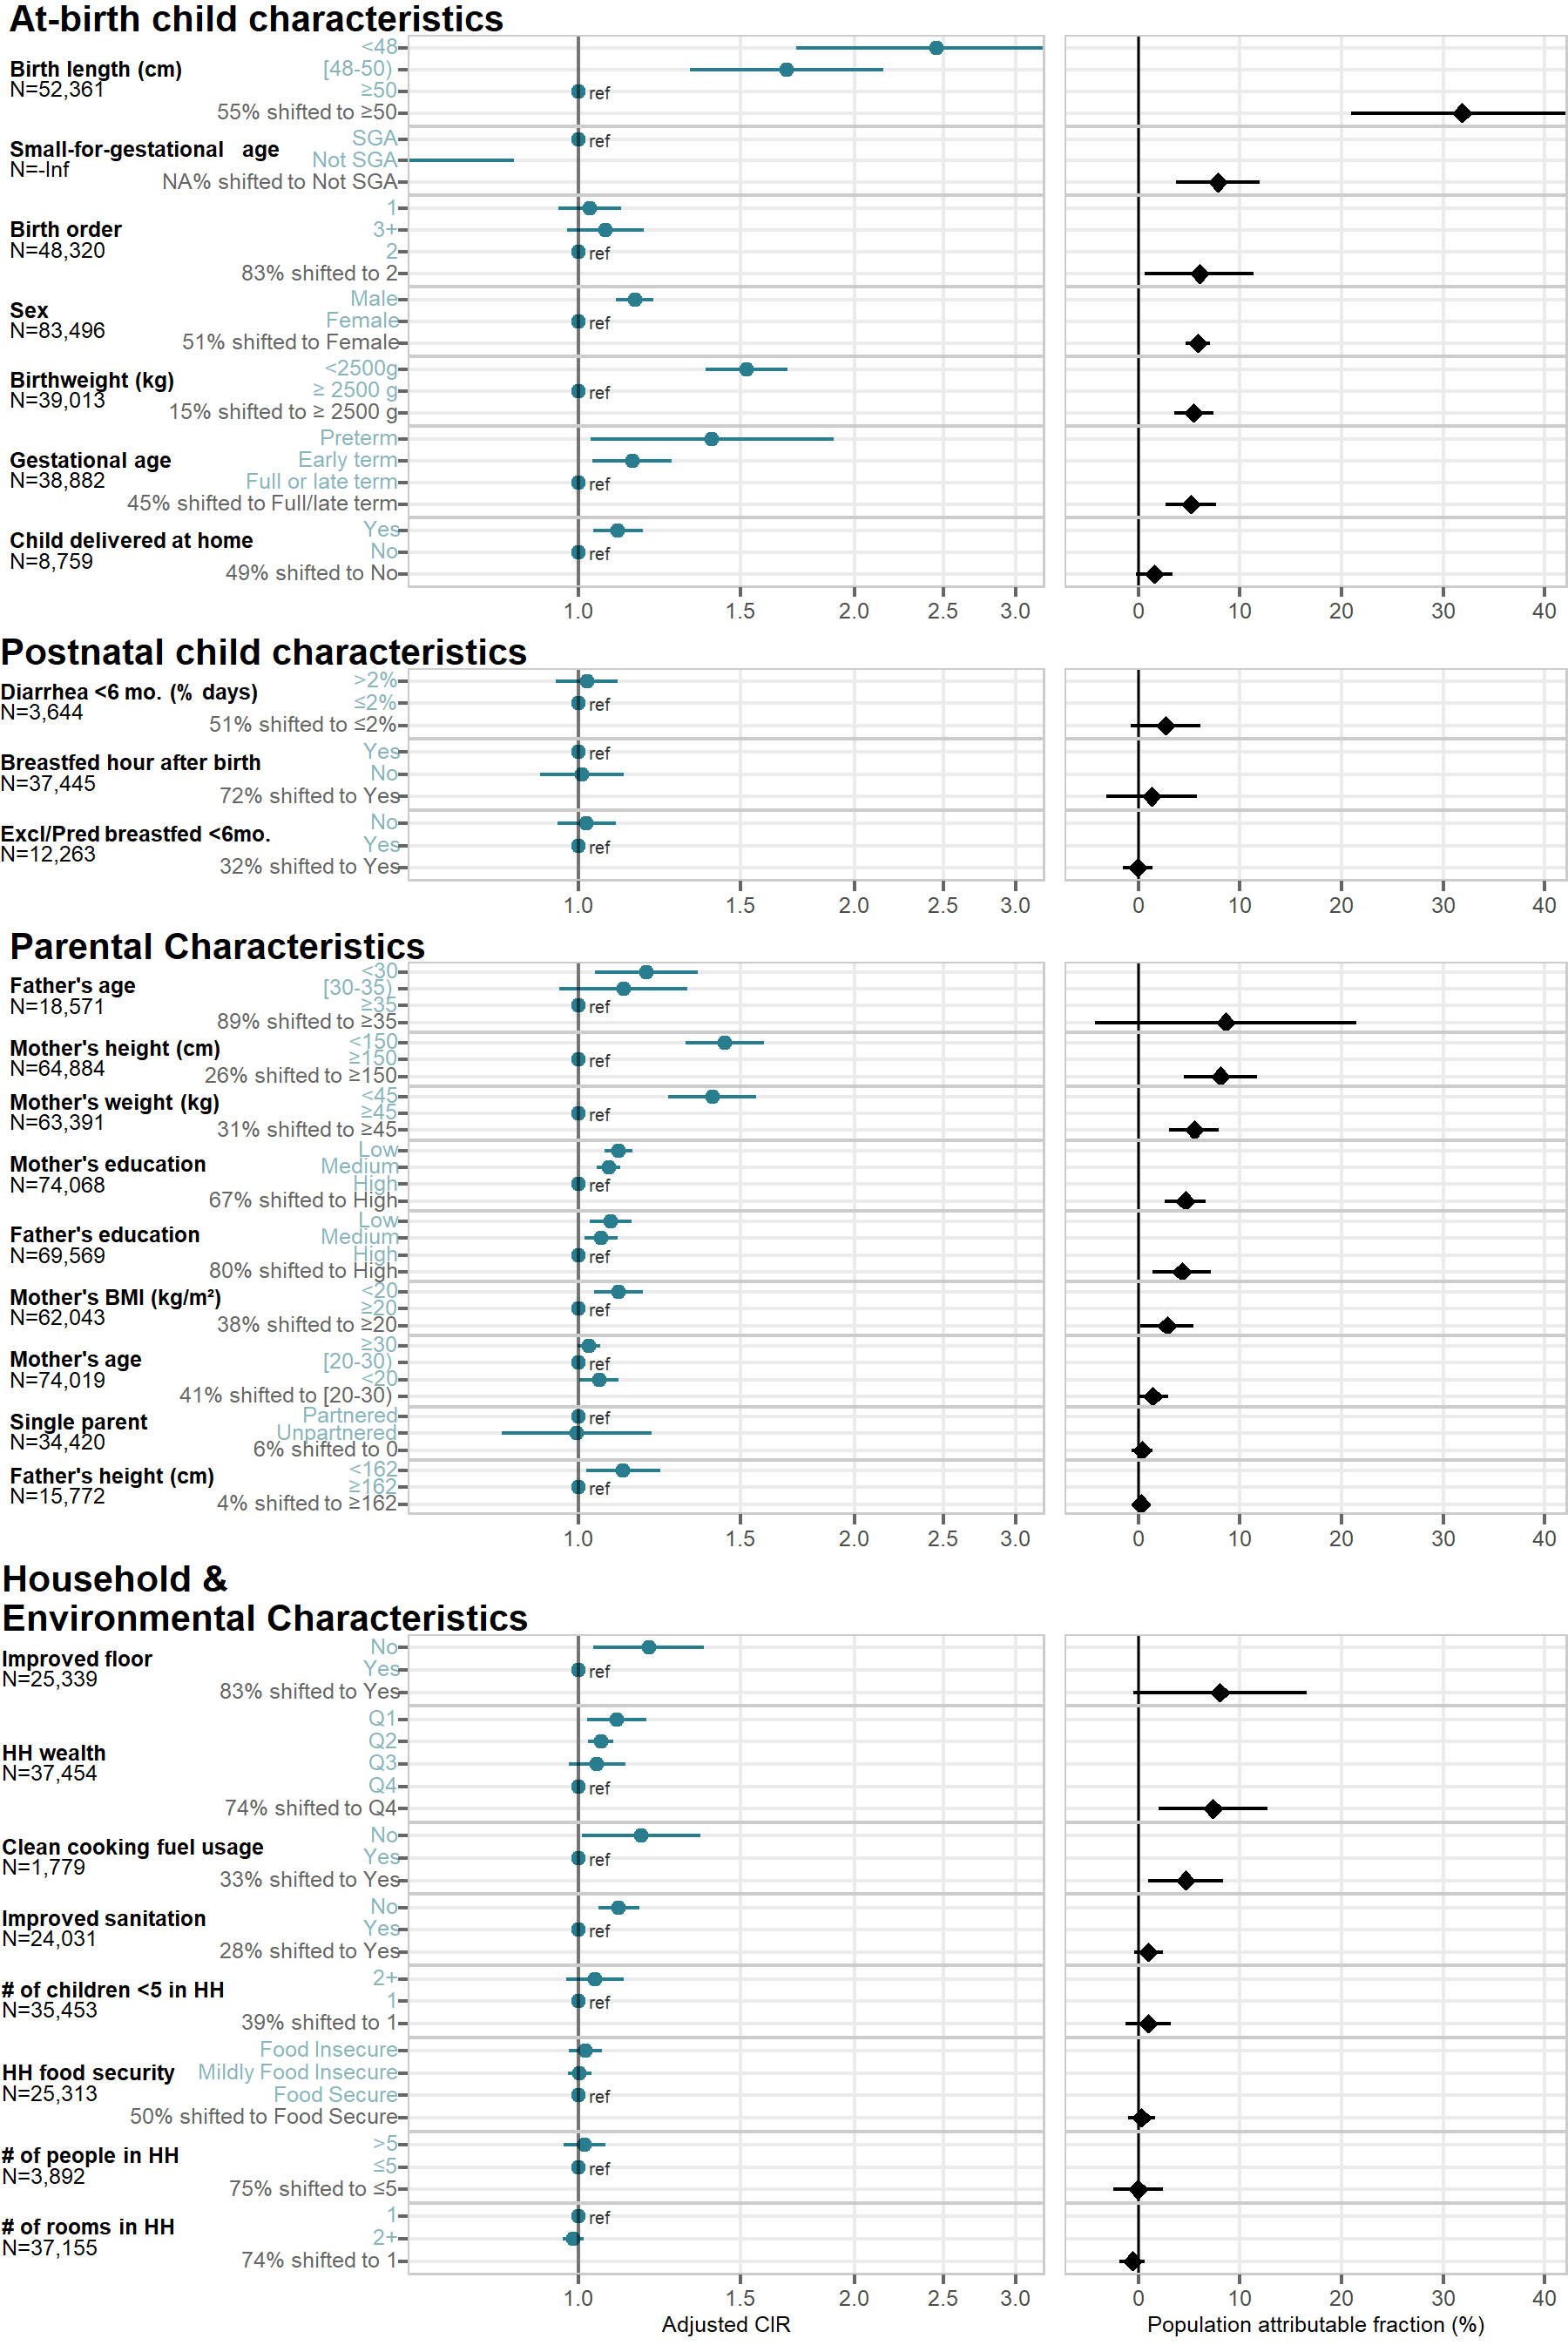 At-birth child characteristics
Birth length (cm)
N=52,361
<48
[48-50)
≥50
55% shifted to ≥50
ref
Small-for-gestational age
N=-Inf
SGA
Not SGA
NA% shifted to Not SGA
ref
Birth order
N=48,320
1
3+
2
83% shifted to 2
ref
Sex
N=83,496
Male
Female
51% shifted to Female
ref
Birthweight (kg)
N=39,013
<2500g
≥ 2500 g
15% shifted to ≥ 2500 g
ref
Gestational age
N=38,882
Preterm
Early term
Full or late term
45% shifted to Full/late term
ref
Child delivered at home
N=8,759
Yes
No
49% shifted to No
ref
1.0 1.5 2.0 2.5 3.0
0 10 20 30 40
Postnatal child characteristics
Diarrhea <6 mo. (% days)
N=3,644
>2%
≤2%
51% shifted to ≤2%
ref
Breastfed hour after birth
N=37,445
Yes
No
72% shifted to Yes
ref
Excl/Pred breastfed <6mo.
N=12,263
No
Yes
32% shifted to Yes
ref
1.0 1.5 2.0 2.5 3.0
0 10 20 30 40
Parental Characteristics
Father's age
N=18,571
<30
[30-35)
≥35
89% shifted to ≥35
ref
Mother's height (cm)
N=64,884
<150
≥150
26% shifted to ≥150
ref
Mother's weight (kg)
N=63,391
<45
≥45
31% shifted to ≥45
ref
Mother's education
N=74,068
Low
Medium
High
67% shifted to High
ref
Father's education
N=69,569
Low
Medium
High
80% shifted to High
ref
Mother's BMI (kg/m²)
N=62,043
<20
≥20
38% shifted to ≥20
ref
Mother's age
N=74,019
≥30
[20-30)
<20
41% shifted to [20-30)
ref
Single parent
N=34,420
Partnered
Unpartnered
6% shifted to 0
ref
Father's height (cm)
N=15,772
<162
≥162
4% shifted to ≥162
ref
1.0 1.5 2.0 2.5 3.0
0 10 20 30 40
Household &
Environmental Characteristics
Improved floor
N=25,339
No
Yes
83% shifted to Yes
ref
HH wealth
N=37,454
Q1
Q2
Q3
Q4
74% shifted to Q4
ref
Clean cooking fuel usage
N=1,779
No
Yes
33% shifted to Yes
ref
Improved sanitation
N=24,031
No
Yes
28% shifted to Yes
ref
# of children <5 in HH
N=35,453
2+
1
39% shifted to 1
ref
HH food security
N=25,313
Food Insecure
Mildly Food Insecure
Food Secure
50% shifted to Food Secure
ref
# of people in HH
N=3,892
>5
≤5
75% shifted to ≤5
ref
# of rooms in HH
N=37,155
1
2+
74% shifted to 1
ref
1.0 1.5 2.0 2.5 3.0
0 10 20 30 40
Adjusted CIR
Population attributable fraction (%)